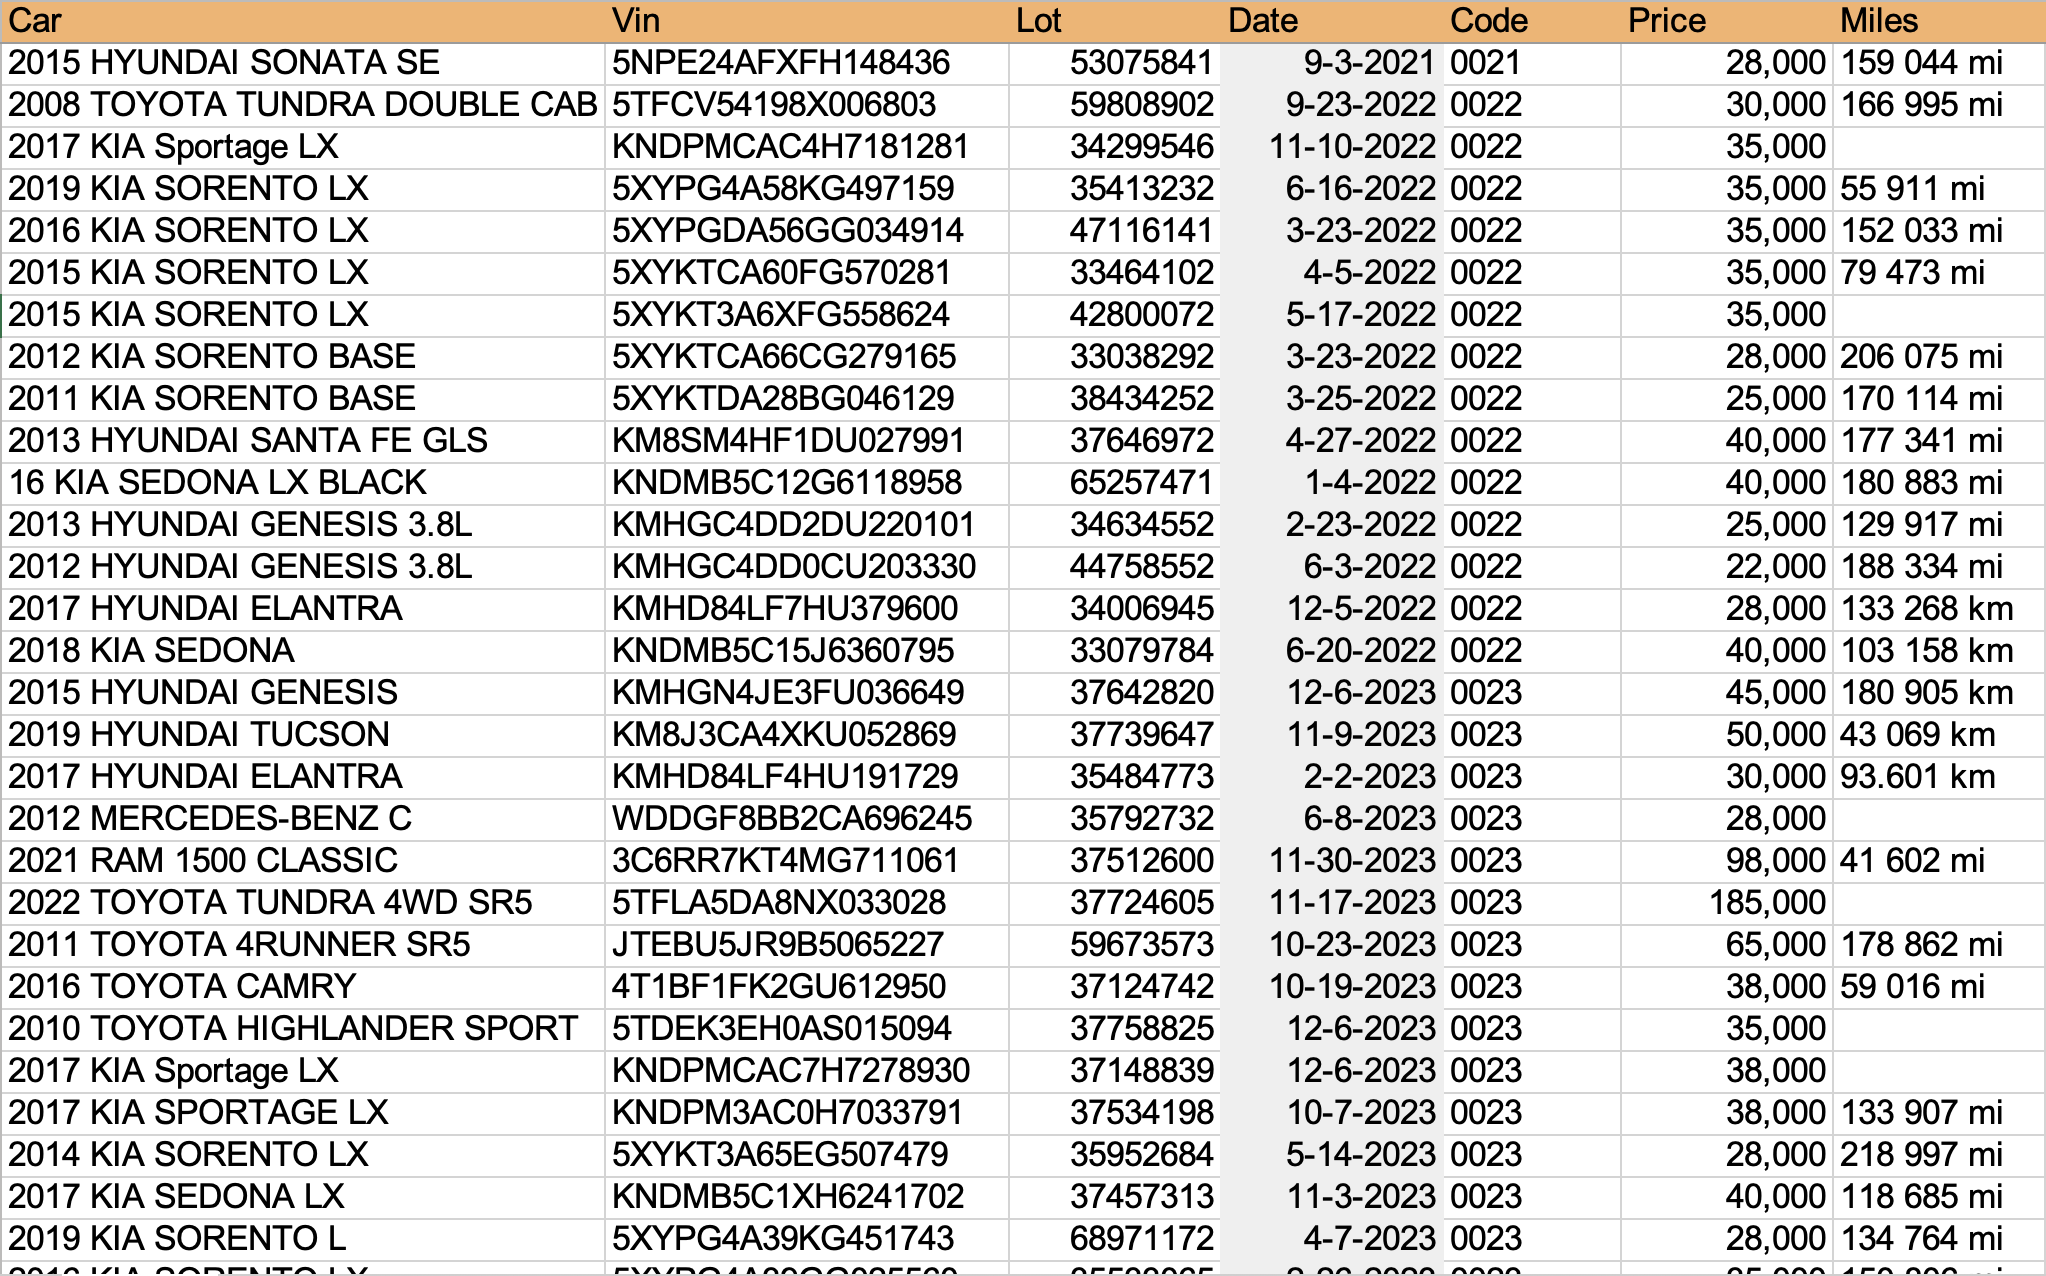 Car Vin Lot Date Code Price Miles
2015 HYUNDAI SONATA SE 5NPE24AFXFH148436 53075841 9-3-2021 0021 28,000 159 044 mi
2008 TOYOTA TUNDRA DOUBLE CAB 5TFCV54198X006803 59808902 9-23-2022 0022 30,000 166 995 mi
2017 KIA Sportage LX KNDPMCAC4H7181281 34299546 11-10-2022 0022 35,000
2019 KIA SORENTO LX 5XYPG4A58KG497159 35413232 6-16-2022 0022 35,000 55 911 mi
2016 KIA SORENTO LX 5XYPGDA56GG034914 47116141 3-23-2022 0022 35,000 152 033 mi
2015 KIA SORENTO LX 5XYKTCA60FG570281 33464102 4-5-2022 0022 35,000 79 473 mi
2015 KIA SORENTO LX 5XYKT3A6XFG558624 42800072 5-17-2022 0022 35,000
2012 KIA SORENTO BASE 5XYKTCA66CG279165 33038292 3-23-2022 0022 28,000 206 075 mi
2011 KIA SORENTO BASE 5XYKTDA28BG046129 38434252 3-25-2022 0022 25,000 170 114 mi
2013 HYUNDAI SANTA FE GLS KM8SM4HF1DU027991 37646972 4-27-2022 0022 40,000 177 341 mi
16 KIA SEDONA LX BLACK KNDMB5C12G6118958 65257471 1-4-2022 0022 40,000 180 883 mi
2013 HYUNDAI GENESIS 3.8L KMHGC4DD2DU220101 34634552 2-23-2022 0022 25,000 129 917 mi
2012 HYUNDAI GENESIS 3.8L KMHGC4DD0CU203330 44758552 6-3-2022 0022 22,000 188 334 mi
2017 HYUNDAI ELANTRA KMHD84LF7HU379600 34006945 12-5-2022 0022 28,000 133 268 km
2018 KIA SEDONA KNDMB5C15J6360795 33079784 6-20-2022 0022 40,000 103 158 km
2015 HYUNDAI GENESIS KMHGN4JE3FU036649 37642820 12-6-2023 0023 45,000 180 905 km
2019 HYUNDAI TUCSON KM8J3CA4XKU052869 37739647 11-9-2023 0023 50,000 43 069 km
2017 HYUNDAI ELANTRA KMHD84LF4HU191729 35484773 2-2-2023 0023 30,000 93.601 km
2012 MERCEDES-BENZ C WDDGF8BB2CA696245 35792732 6-8-2023 0023 28,000
2021 RAM 1500 CLASSIC 3C6RR7KT4MG711061 37512600 11-30-2023 0023 98,000 41 602 mi
2022 TOYOTA TUNDRA 4WD SR5 5TFLA5DA8NX033028 37724605 11-17-2023 0023 185,000
2011 TOYOTA 4RUNNER SR5 JTEBU5JR9B5065227 59673573 10-23-2023 0023 65,000 178 862 mi
2016 TOYOTA CAMRY 4T1BF1FK2GU612950 37124742 10-19-2023 0023 38,000 59 016 mi
2010 TOYOTA HIGHLANDER SPORT 5TDEK3EH0AS015094 37758825 12-6-2023 0023 35,000
2017 KIA Sportage LX KNDPMCAC7H7278930 37148839 12-6-2023 0023 38,000
2017 KIA SPORTAGE LX KNDPM3AC0H7033791 37534198 10-7-2023 0023 38,000 133 907 mi
2014 KIA SORENTO LX 5XYKT3A65EG507479 35952684 5-14-2023 0023 28,000 218 997 mi
2017 KIA SEDONA LX KNDMB5C1XH6241702 37457313 11-3-2023 0023 40,000 118 685 mi
2019 KIA SORENTO L 5XYPG4A39KG451743 68971172 4-7-2023 0023 28,000 134 764 mi